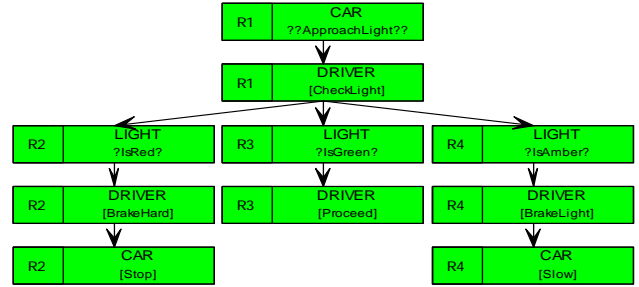 R1 CAR
??ApproachLight??
R1 DRIVER
[CheckLight]
R2 LIGHT
?IsRed?
R3 LIGHT
?IsGreen?
R4 LIGHT
?IsAmber?
R2 DRIVER
[BrakeHard]
R3 DRIVER
[Proceed]
R4 DRIVER
[BrakeLight]
R2 CAR
[Stop]
R4 CAR
[Slow]